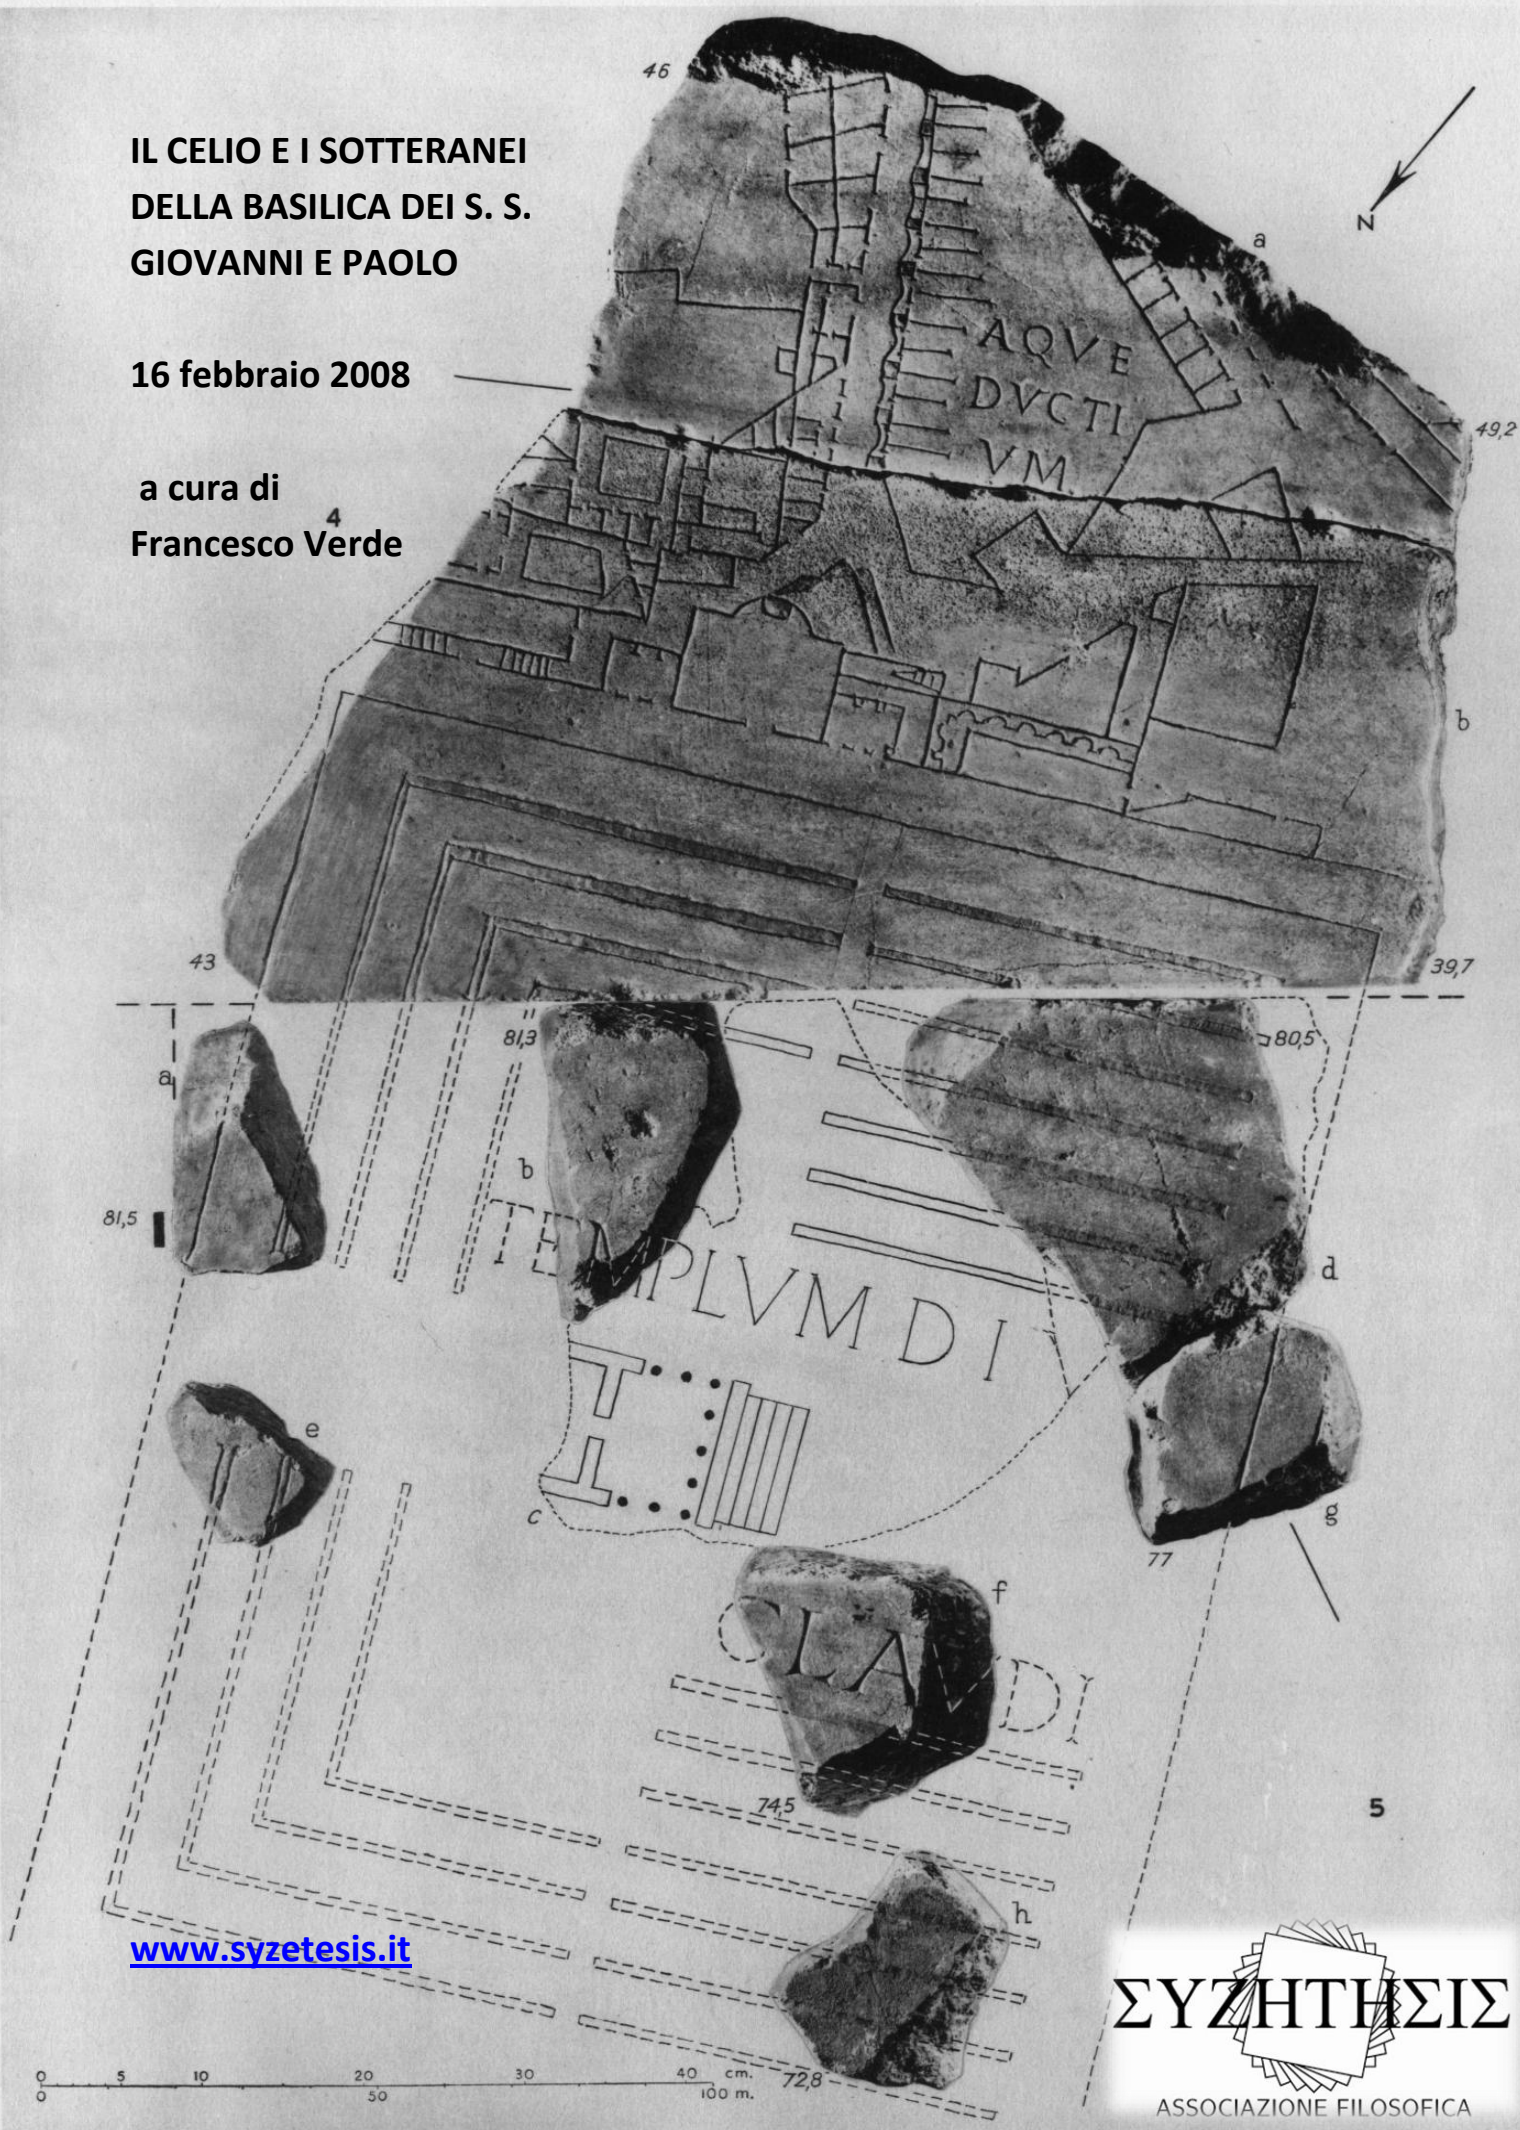 46
IL CELIO E I SOTTERANEI
DELLA BASILICA DEI S. S.
GIOVANNI E PAOLO
N
a
AQVE
16 febbraio 2008
DVCTI
49,2
VM
a cura di
4
Francesco Verde
b
43
39,7
81,3
80,5
a
b
81,5
TEMPLVM DI
d
e
c
g
77
f
CLAVDI
74,5
5
h
www.syzetesis.it
ΣΥΖΗΤΗΣΙΣ
0 5 10 20 30 40 cm.
0 50 100 m.
72,8
ASSOCIAZIONE FILOSOFICA